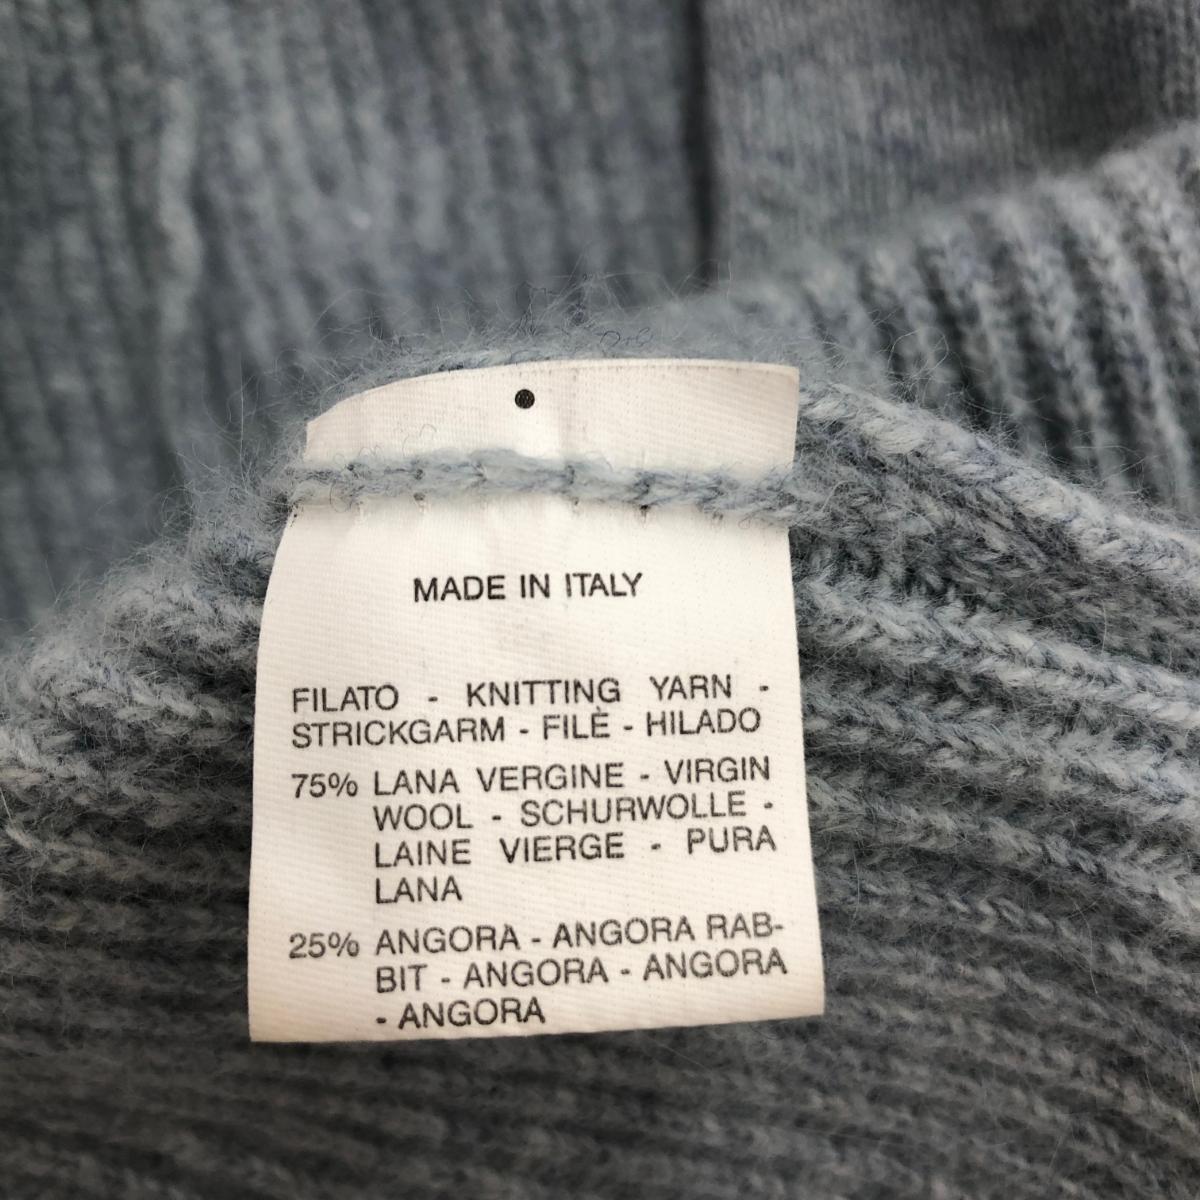 MADE IN ITALY
FILATO - KNITTING YARN -
STRICKGARM - FILÈ - HILADO
75% LANA VERGINE - VIRGIN
WOOL - SCHURWOLLE -
LAINE VIERGE - PURA
LANA
25% ANGORA - ANGORA RAB-
BIT - ANGORA - ANGORA
- ANGORA